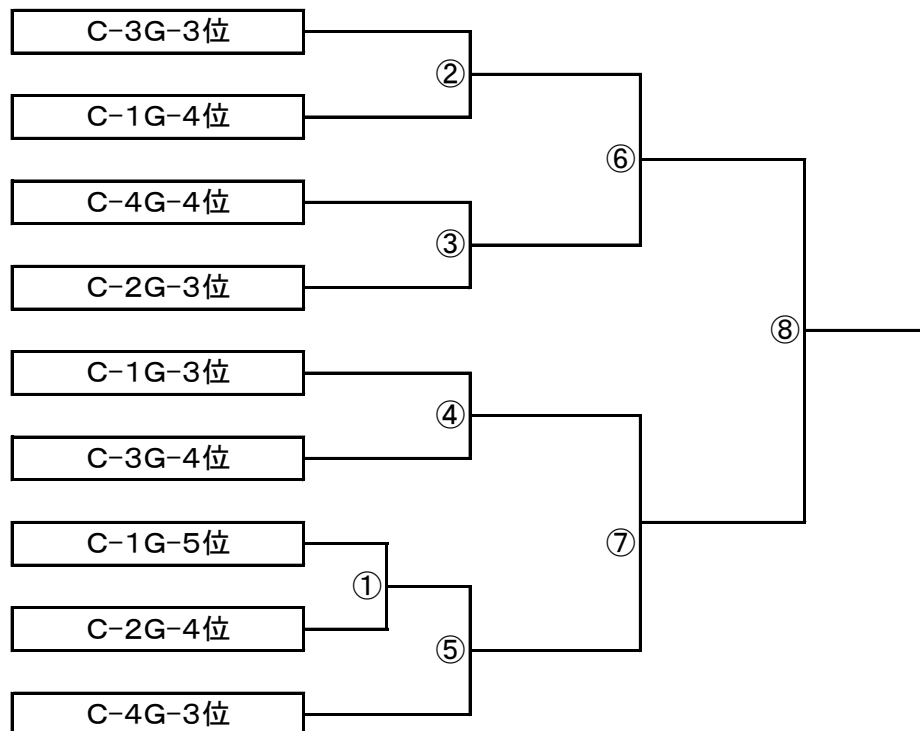 C-3G-3位
②
C-1G-4位
⑥
C-4G-4位
③
C-2G-3位
⑧
C-1G-3位
④
C-3G-4位
C-1G-5位
⑦
①
C-2G-4位
⑤
C-4G-3位